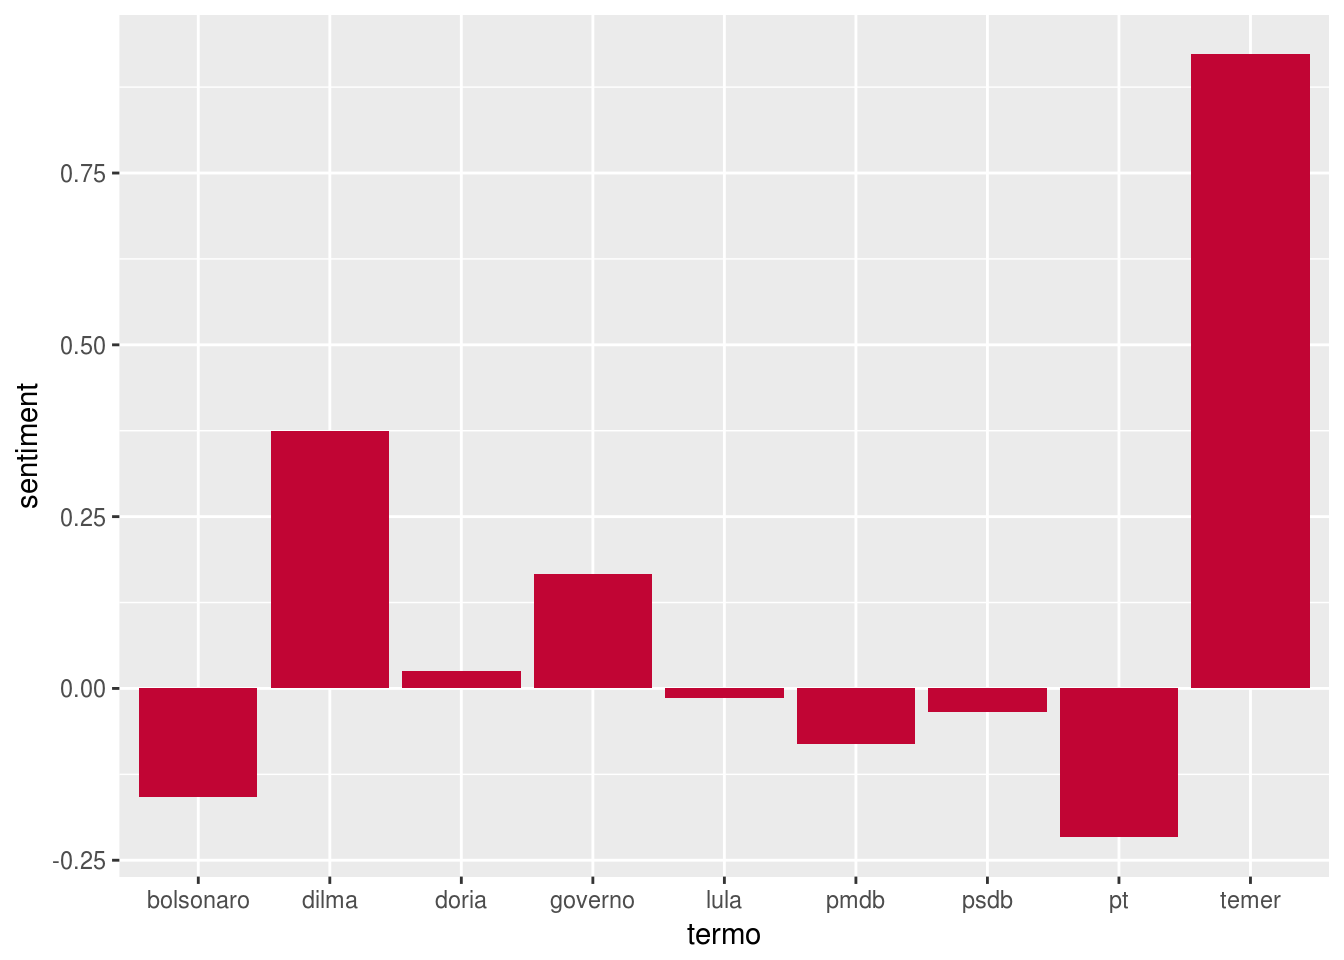 sentiment
0.75
0.50
0.25
0.00
-0.25
bolsonaro dilma doria governo lula pmdb psdb pt temer
termo